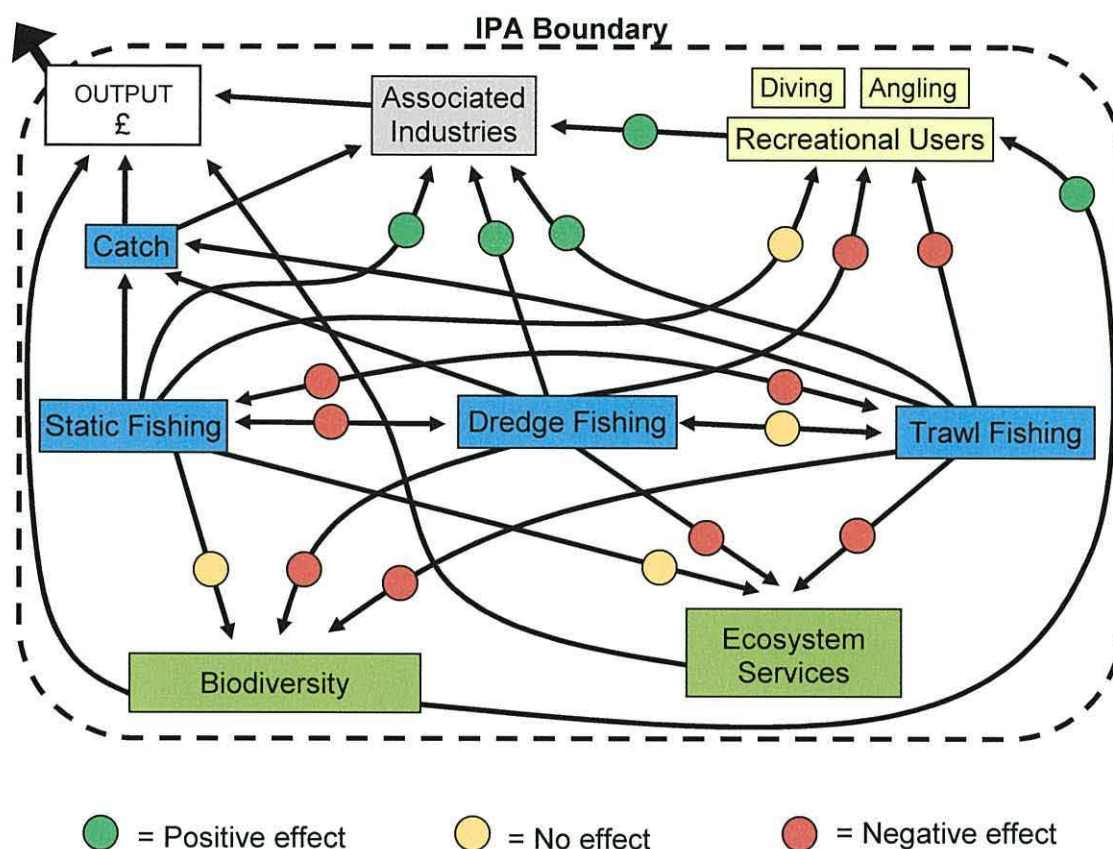 IPA Boundary
OUTPUT
£
Associated
Industries
Diving
Angling
Recreational Users
Catch
Static Fishing
Dredge Fishing
Trawl Fishing
Biodiversity
Ecosystem
Services
= Positive effect
= No effect
= Negative effect